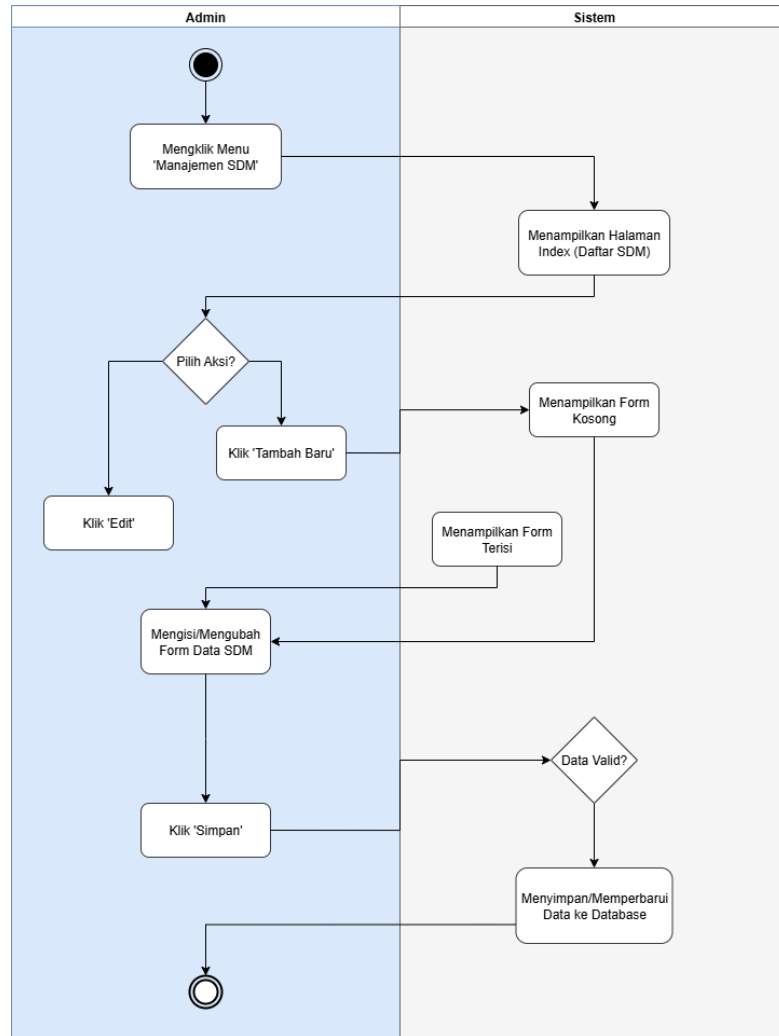 Admin
Sistem
Mengklik Menu
'Manajemen SDM'
Menampilkan Halaman
Index (Daftar SDM)
Pilih Aksi?
Menampilkan Form
Kosong
Klik 'Tambah Baru'
Klik 'Edit'
Menampilkan Form
Terisi
Mengisi/Mengubah
Form Data SDM
Data Valid?
Klik 'Simpan'
Menyimpan/Memperbarui
Data ke Database